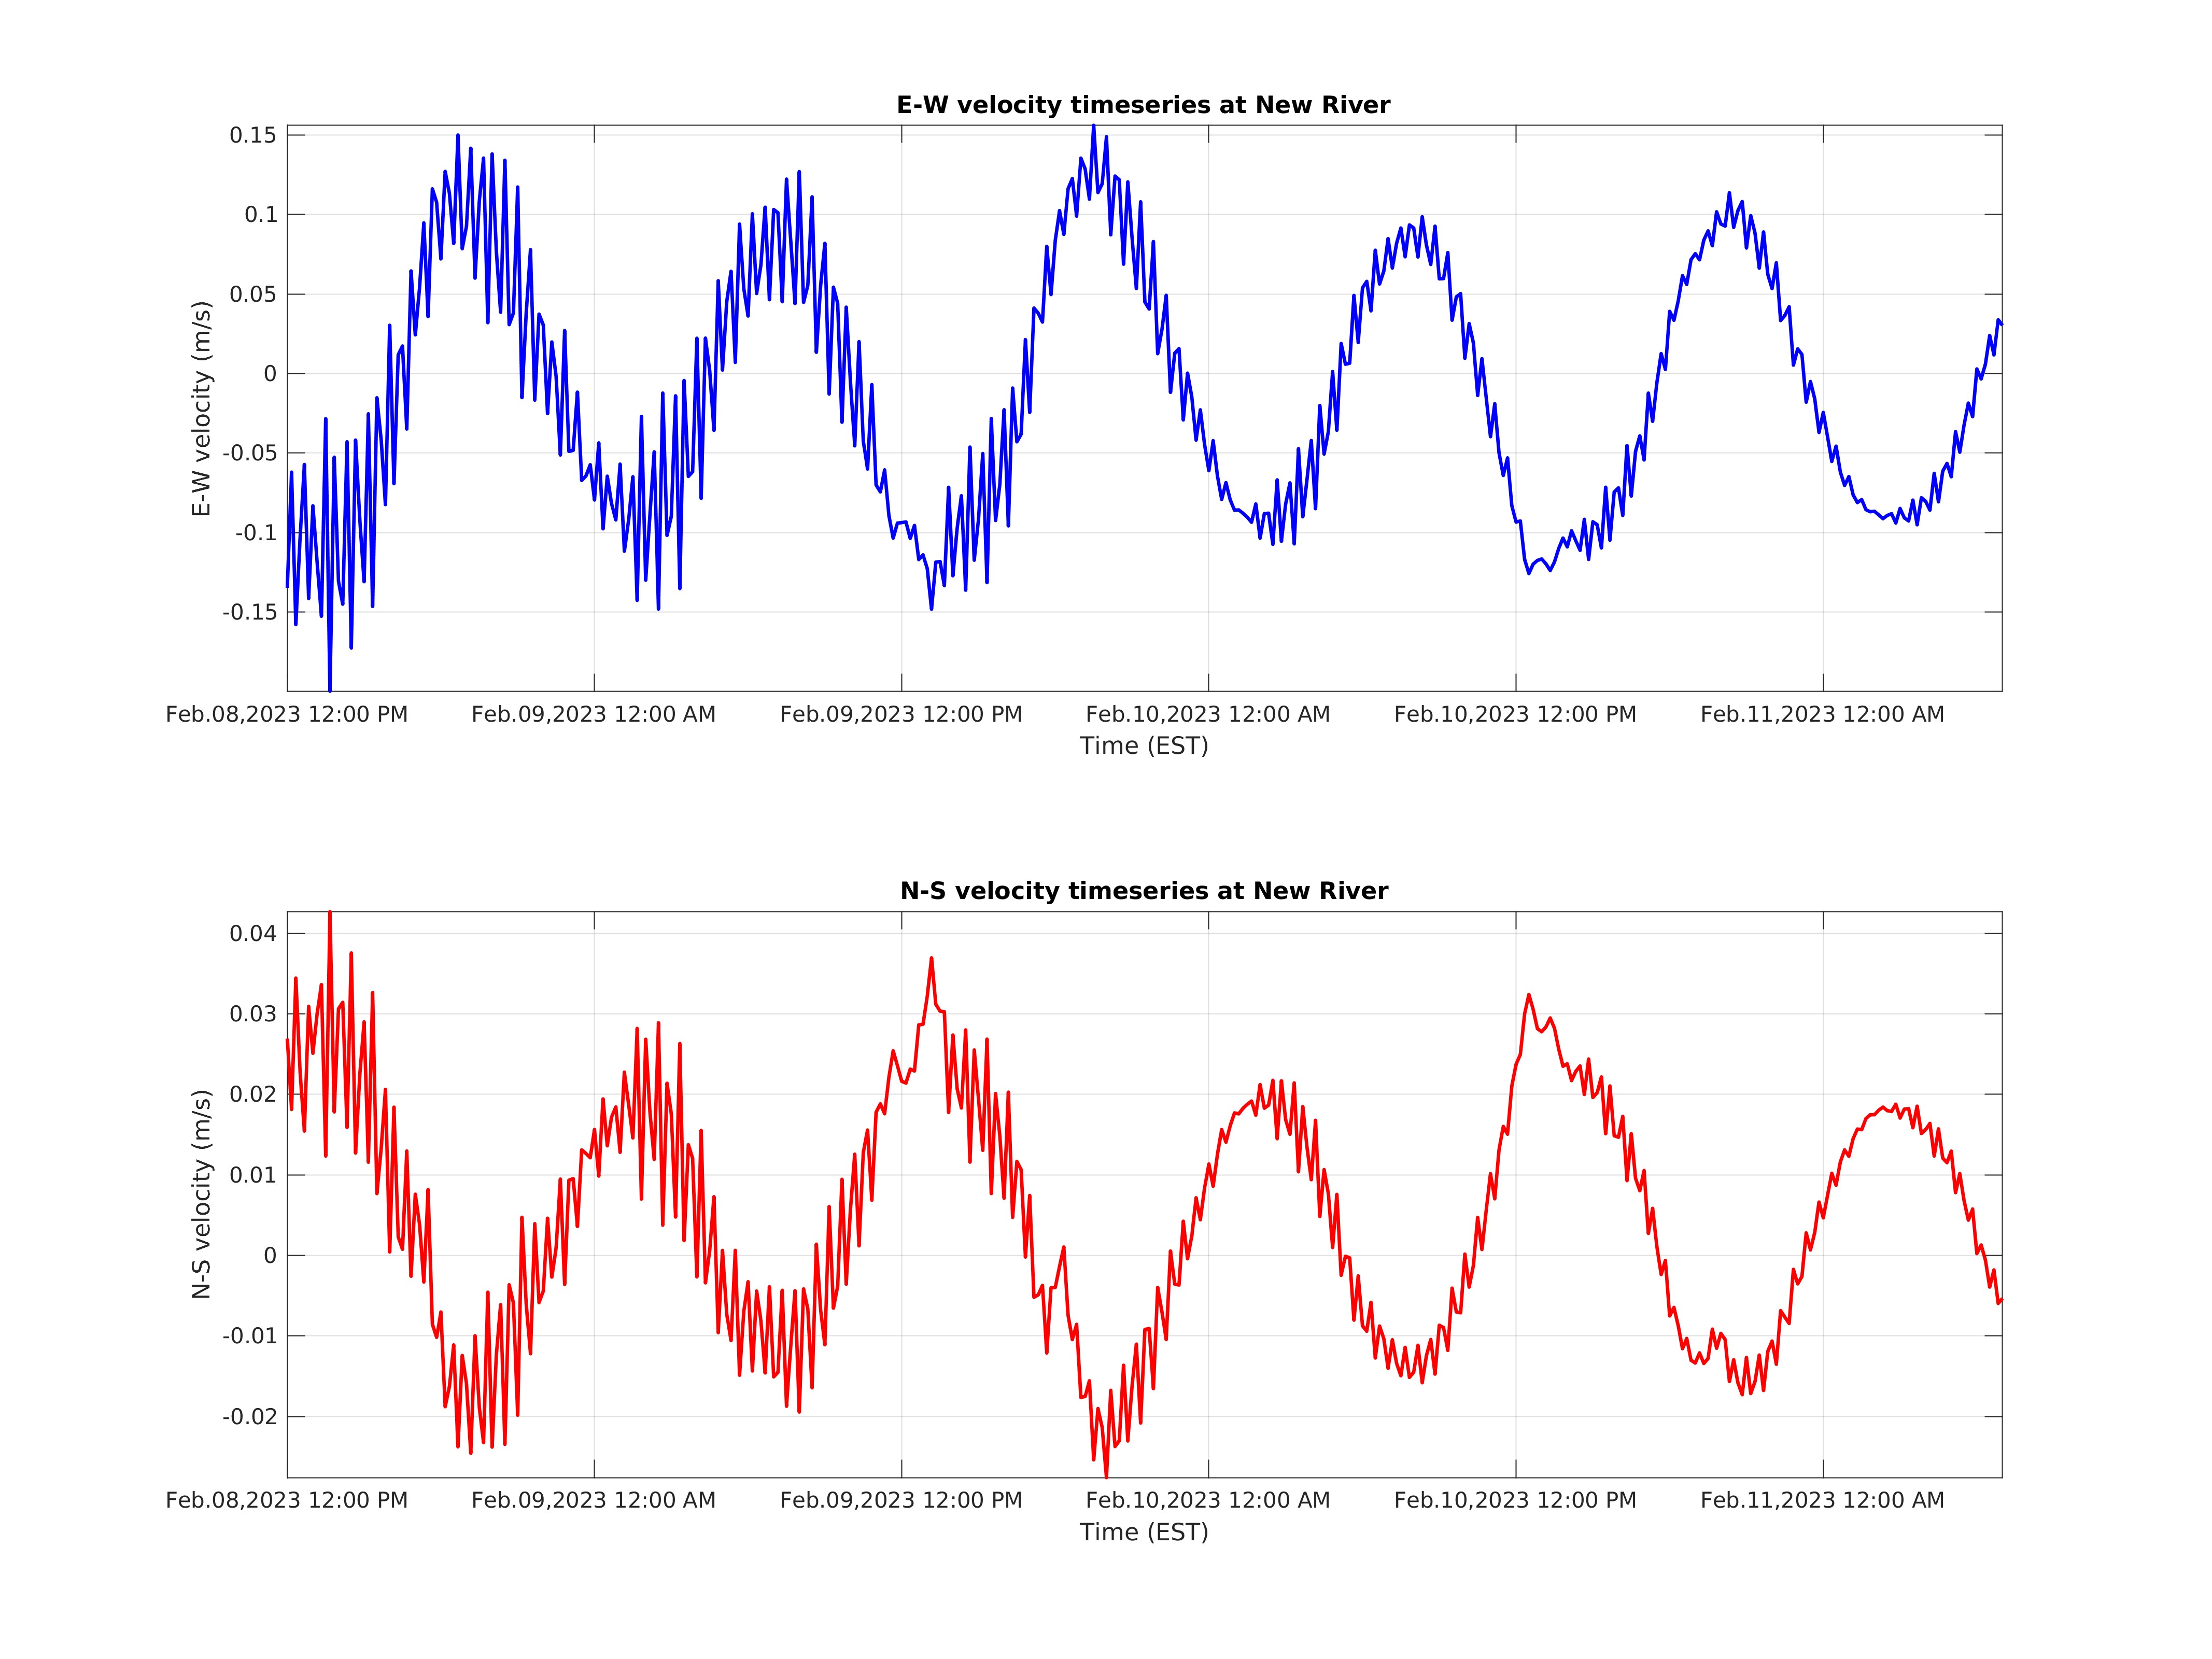 E-W velocity timeseries at New River
E-W velocity (m/s)
0.15
0.1
0.05
0
-0.05
-0.1
-0.15
Feb.08,2023 12:00 PM Feb.09,2023 12:00 AM Feb.09,2023 12:00 PM Feb.10,2023 12:00 AM Feb.10,2023 12:00 PM Feb.11,2023 12:00 AM
Time (EST)
N-S velocity timeseries at New River
N-S velocity (m/s)
0.04
0.03
0.02
0.01
0
-0.01
-0.02
Feb.08,2023 12:00 PM Feb.09,2023 12:00 AM Feb.09,2023 12:00 PM Feb.10,2023 12:00 AM Feb.10,2023 12:00 PM Feb.11,2023 12:00 AM
Time (EST)